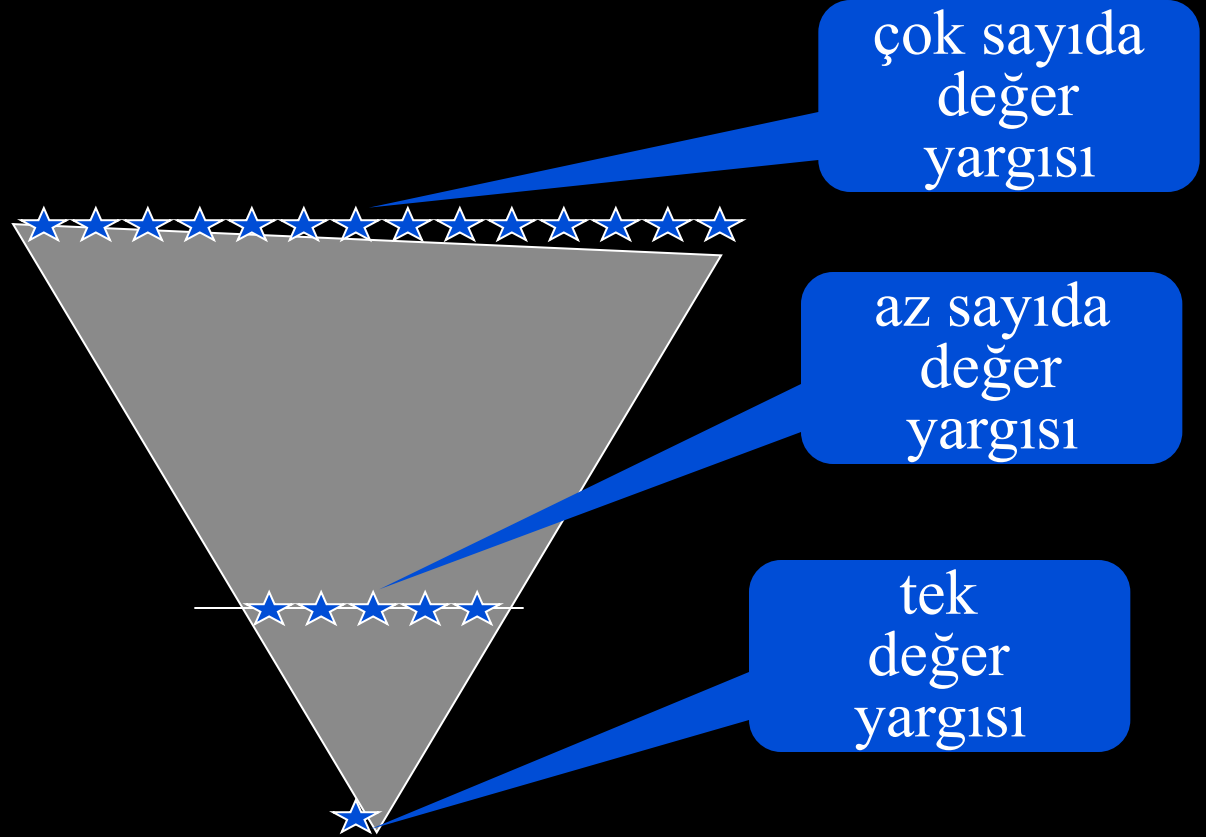 çok sayıda
değer
yargısı
az sayıda
değer
yargısı
tek
değer
yargısı